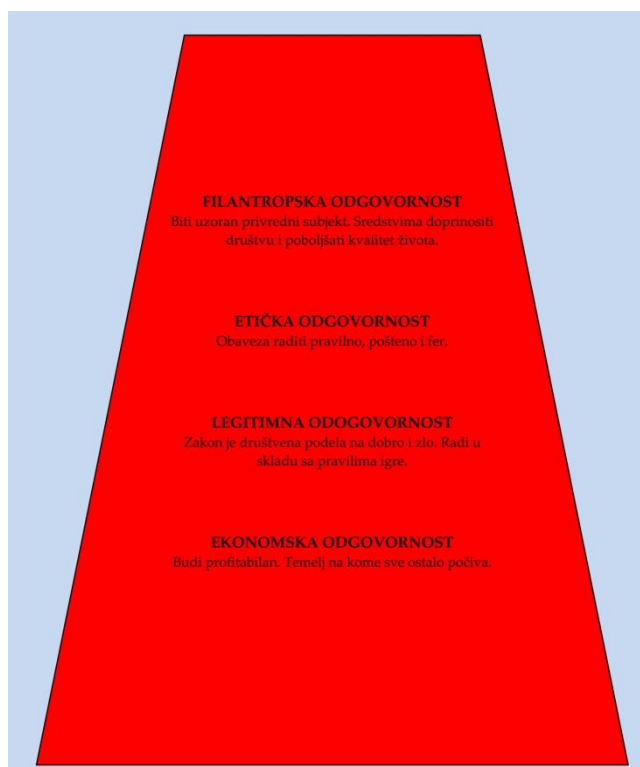 FILANTROPSKA ODGOVORNOST
Biti uzoran privredni subjekt. Sredstvima doprinositi
društvu i poboljšati kvalitet života.
ETIČKA ODGOVORNOST
Obaveza raditi pravilno, pošteno i fer.
LEGITIMNA ODOGOVORNOST
Zakon je društvena podela na dobro i zlo. Radi u
skladu sa pravilima igre.
EKONOMSKA ODGOVORNOST
Budi profitabilan. Temelj na kome sve ostalo počiva.